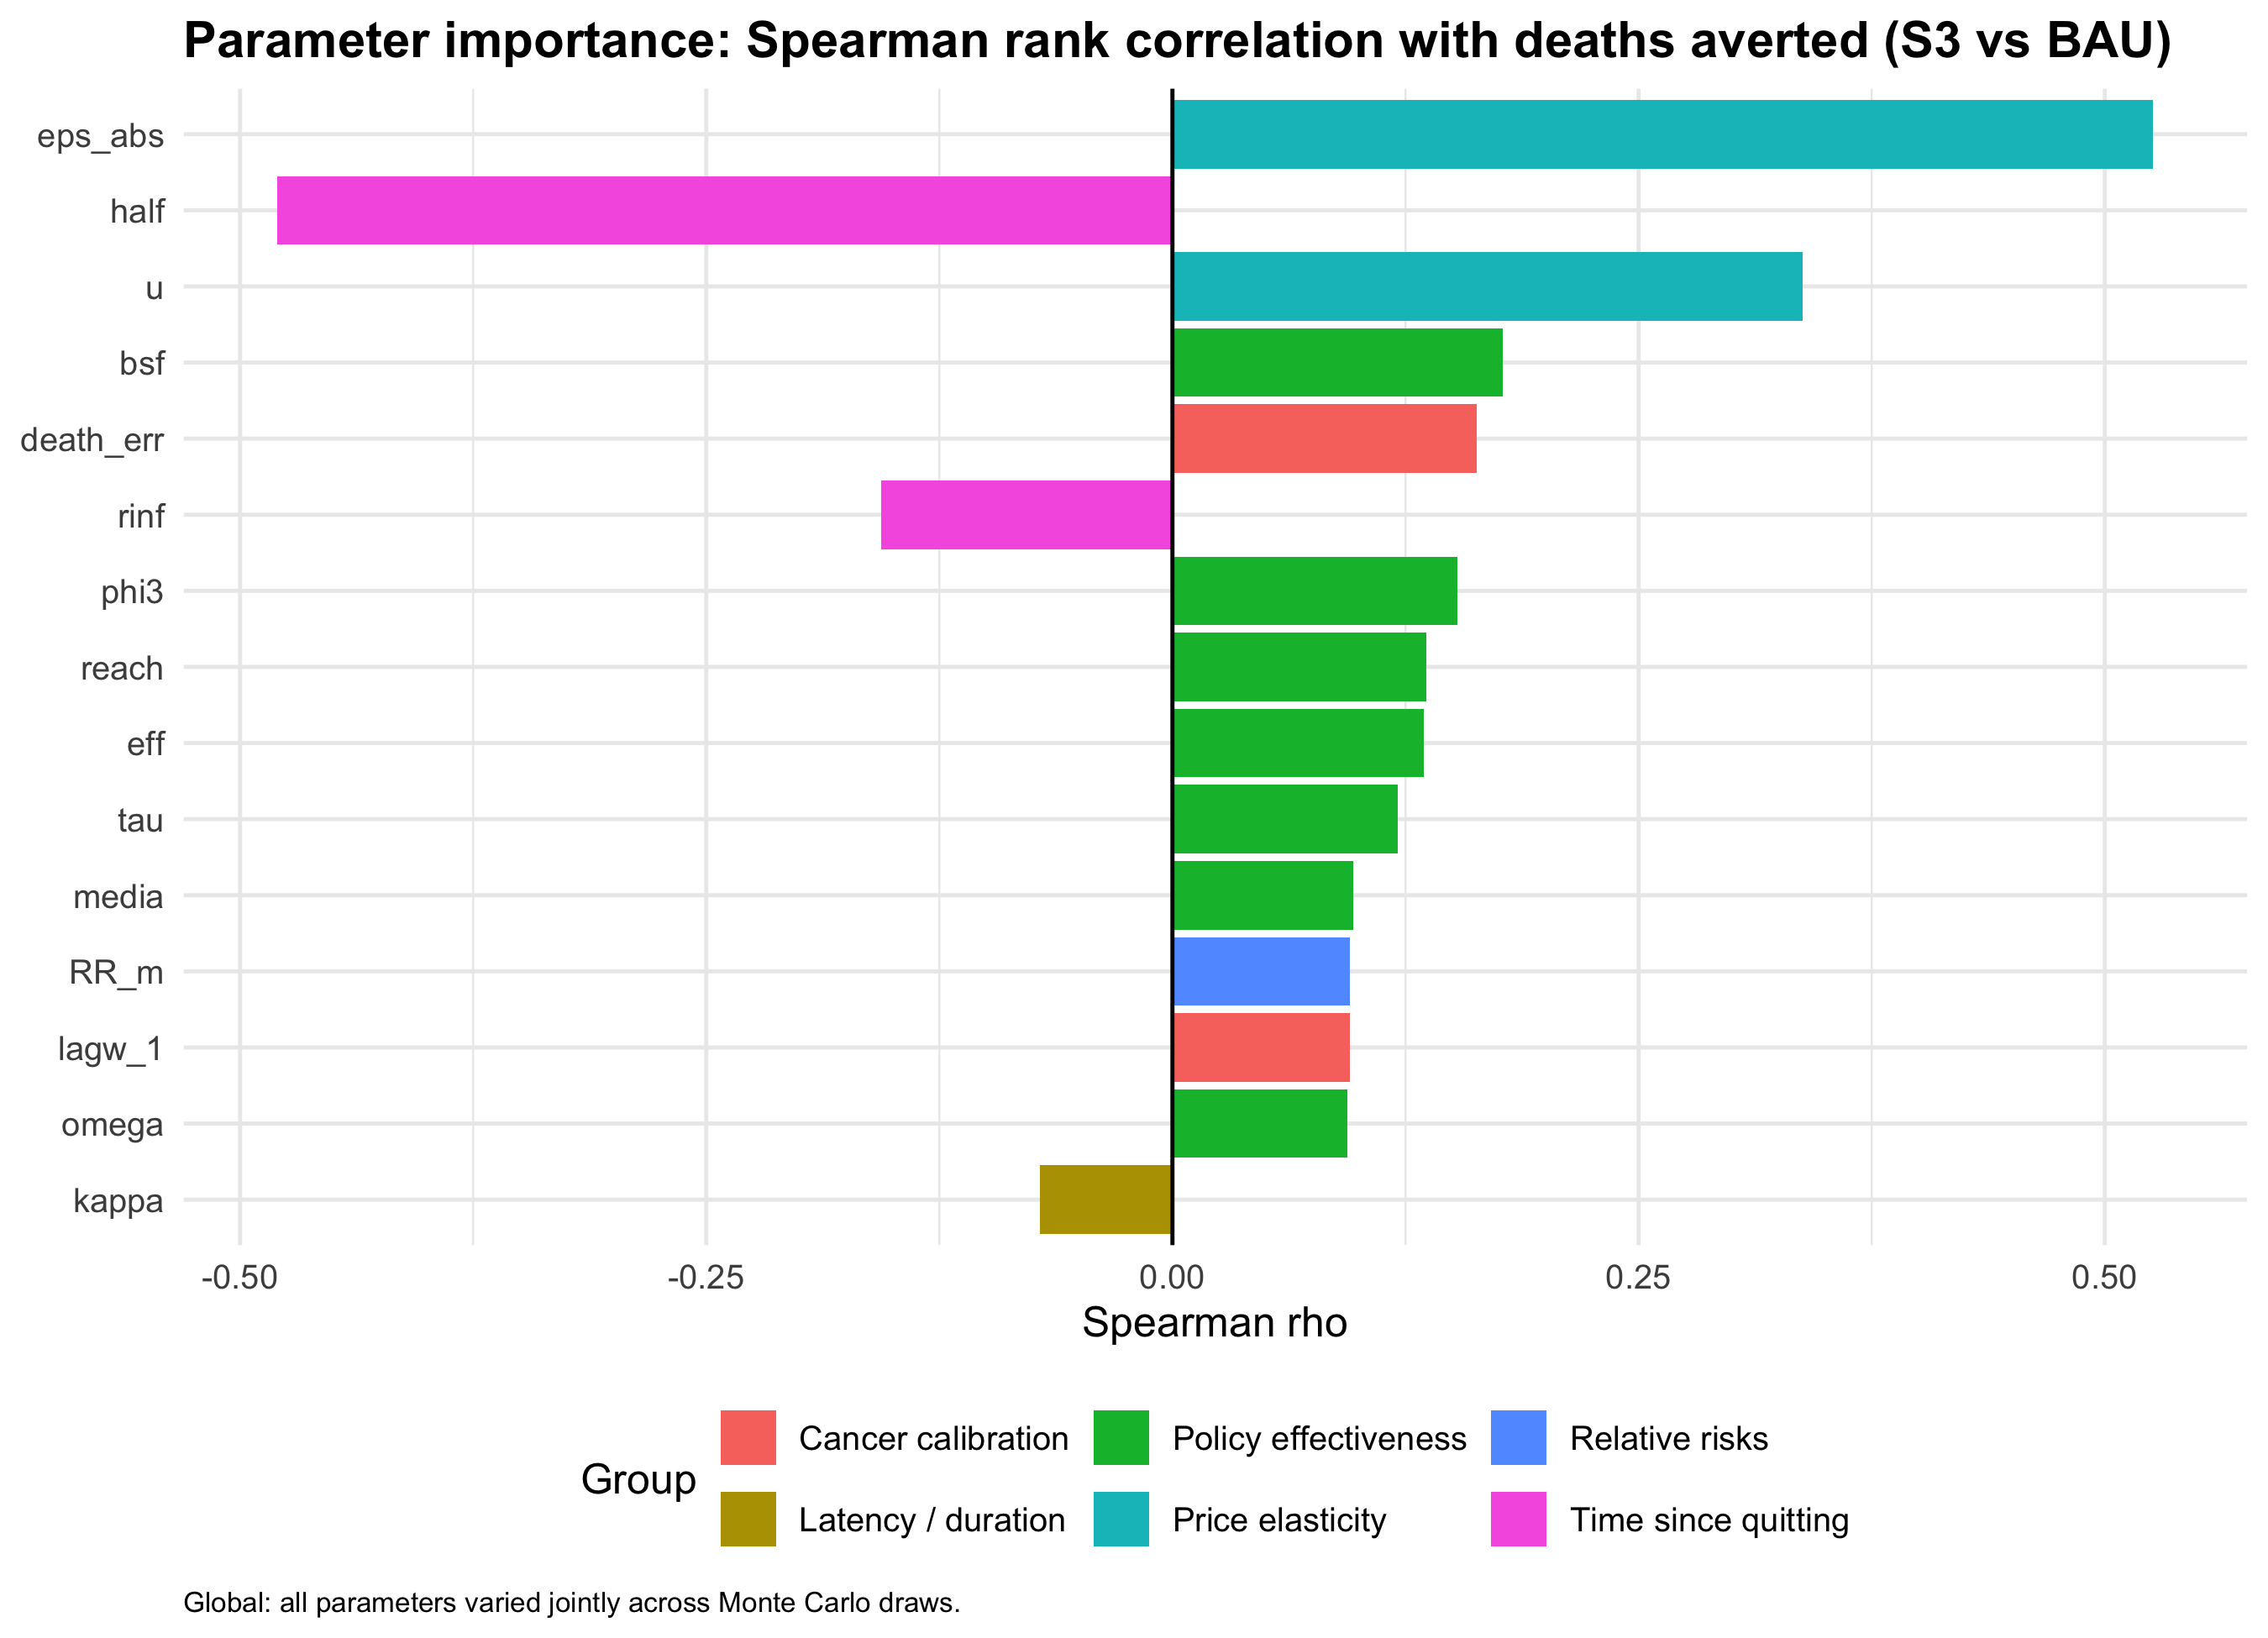 Parameter importance: Spearman rank correlation with deaths averted (S3 vs BAU)
eps_abs
half
u
bsf
death_err
rinf
phi3
reach
eff
tau
media
RR_m
lagw_1
omega
kappa
-0.50 -0.25 0.00 0.25 0.50
Spearman rho
Group
Cancer calibration Policy effectiveness Relative risks
Latency / duration Price elasticity Time since quitting
Global: all parameters varied jointly across Monte Carlo draws.